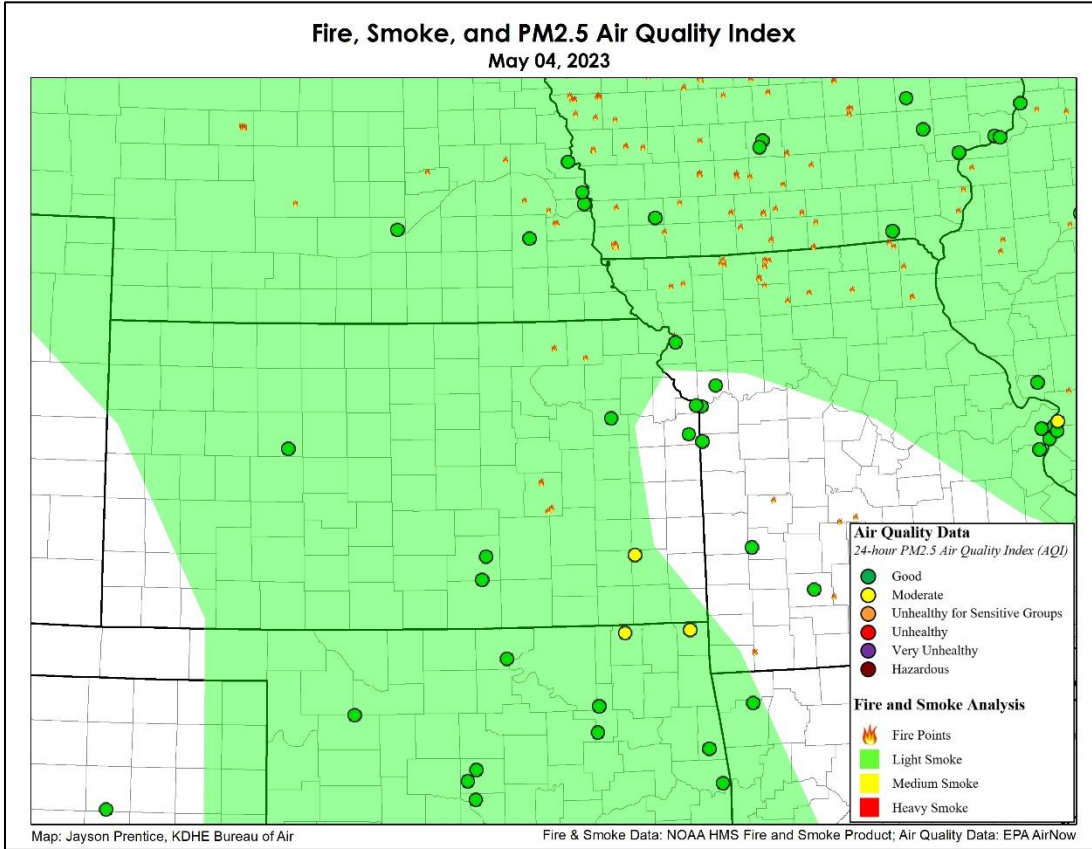 Fire, Smoke, and PM2.5 Air Quality Index
May 04, 2023
Air Quality Data
24-hour PM2.5 Air Quality Index (AQI)
Good
Moderate
Unhealthy for Sensitive Groups
Unhealthy
Very Unhealthy
Hazardous
Fire and Smoke Analysis
Fire Points
Light Smoke
Medium Smoke
Heavy Smoke
Map: Jayson Prentice, KDHE Bureau of Air
Fire & Smoke Data: NOAA HMS Fire and Smoke Product; Air Quality Data: EPA AirNow